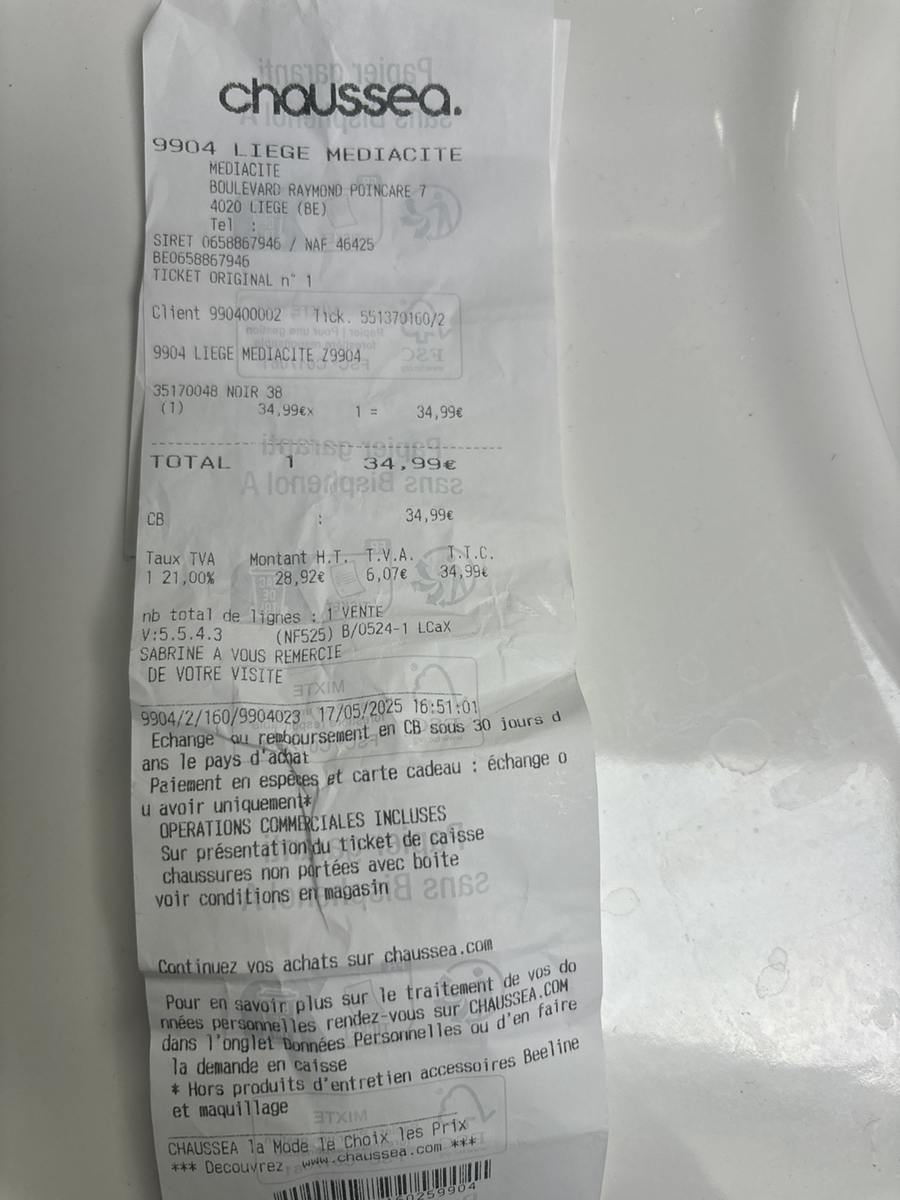 chaussea.
9904 LIEGE MEDIACITE
MEDIACITE
BOULEVARD RAYMOND POINCARE 7
4020 LIEGE (BE)
Tel :
SIRET 0658867946 / NAF 46425
BE0658867946
TICKET ORIGINAL n° 1
Client 990400002 Tick. 551370160/2
9904 LIEGE MEDIACITE Z9904
35170048 NOIR 38
(1) 34,99€x 1 = 34,99€
TOTAL 1 34,99€
CB : 34,99€
Taux TVA Montant H.T. T.V.A. T.T.C.
1 21,00% 28,92€ 6,07€ 34,99€
nb total de lignes : 1 VENTE
V:5.5.4.3 (NF525) B/0524-1 LCaX
SABRINE A VOUS REMERCIE
DE VOTRE VISITE
9904/2/160/9904023 17/05/2025 16:51:01
Echange ou remboursement en CB sous 30 jours d
ans le pays d'achat
Paiement en espèces et carte cadeau : échange o
u avoir uniquement*
OPERATIONS COMMERCIALES INCLUSES
Sur présentation du ticket de caisse
chaussures non portées avec boite
voir conditions en magasin
Continuez vos achats sur chaussea.com
Pour en savoir plus sur le traitement de vos do
nnées personnelles rendez-vous sur CHAUSSEA.COM
dans l'onglet Données Personnelles ou d'en faire
la demande en caisse
* Hors produits d'entretien accessoires Beeline
et maquillage
CHAUSSEA la Mode le Choix les Prix
*** Decouvrez www.chaussea.com ***